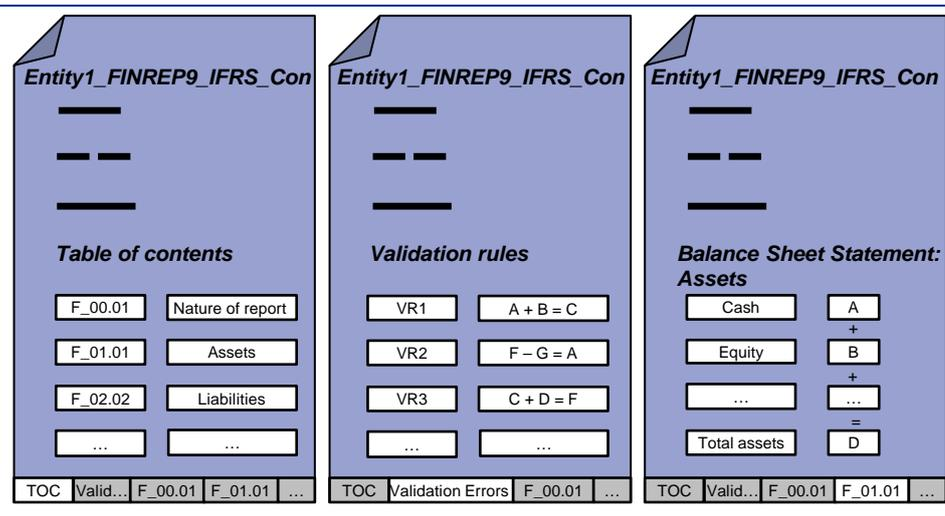 Entity1_FINREP9_IFRS_Con
Table of contents
F_00.01 Nature of report
F_01.01 Assets
F_02.02 Liabilities
… …
TOC Valid… F_00.01 F_01.01 …
Entity1_FINREP9_IFRS_Con
Validation rules
VR1 A + B = C
VR2 F – G = A
VR3 C + D = F
… …
TOC Validation Errors F_00.01 …
Entity1_FINREP9_IFRS_Con
Balance Sheet Statement:
Assets
Cash A
+
Equity B
+
… …
=
Total assets D
TOC Valid… F_00.01 F_01.01 …